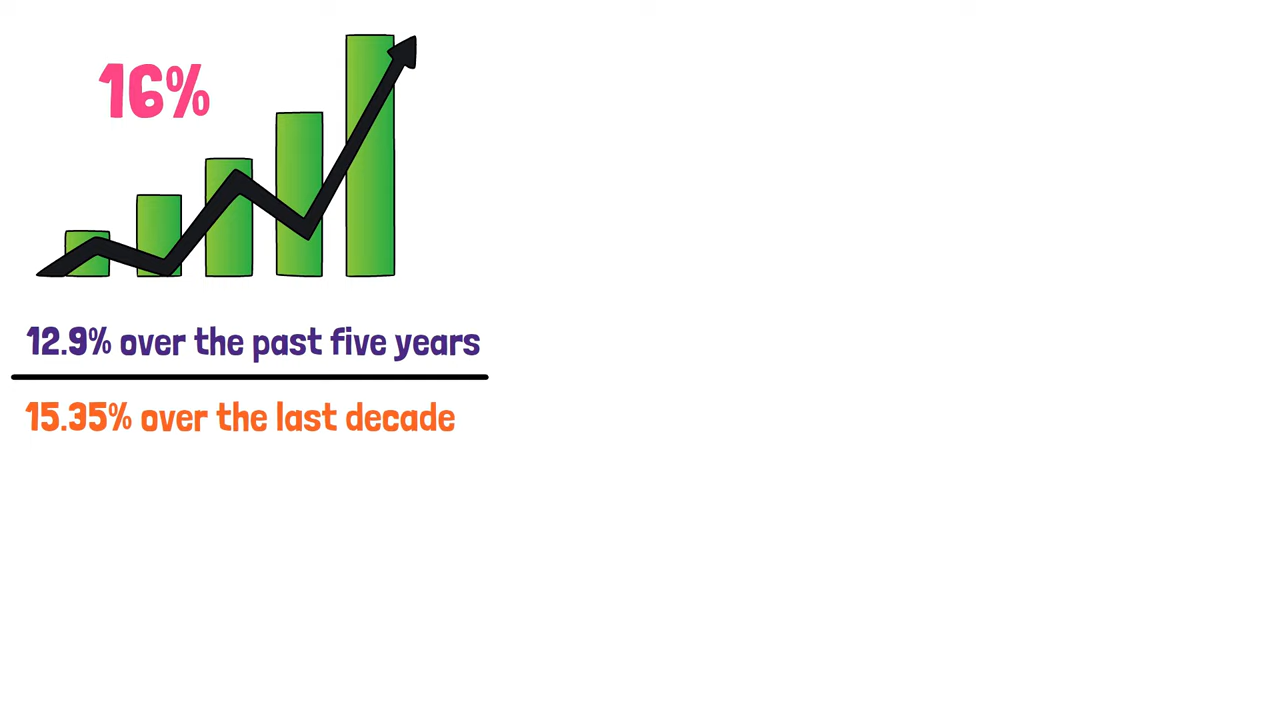 16%
12.9% over the past five years
15.35% over the last decade